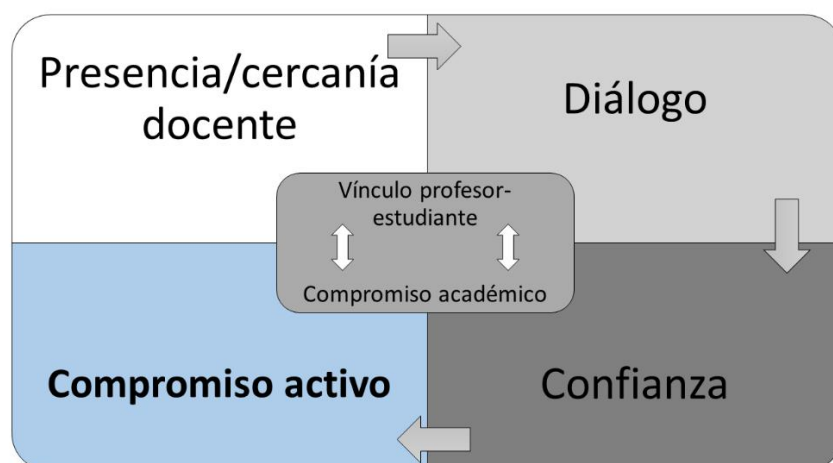 Presencia/cercanía
docente
Diálogo
Vínculo profesor-
estudiante
Compromiso académico
Compromiso activo
Confianza